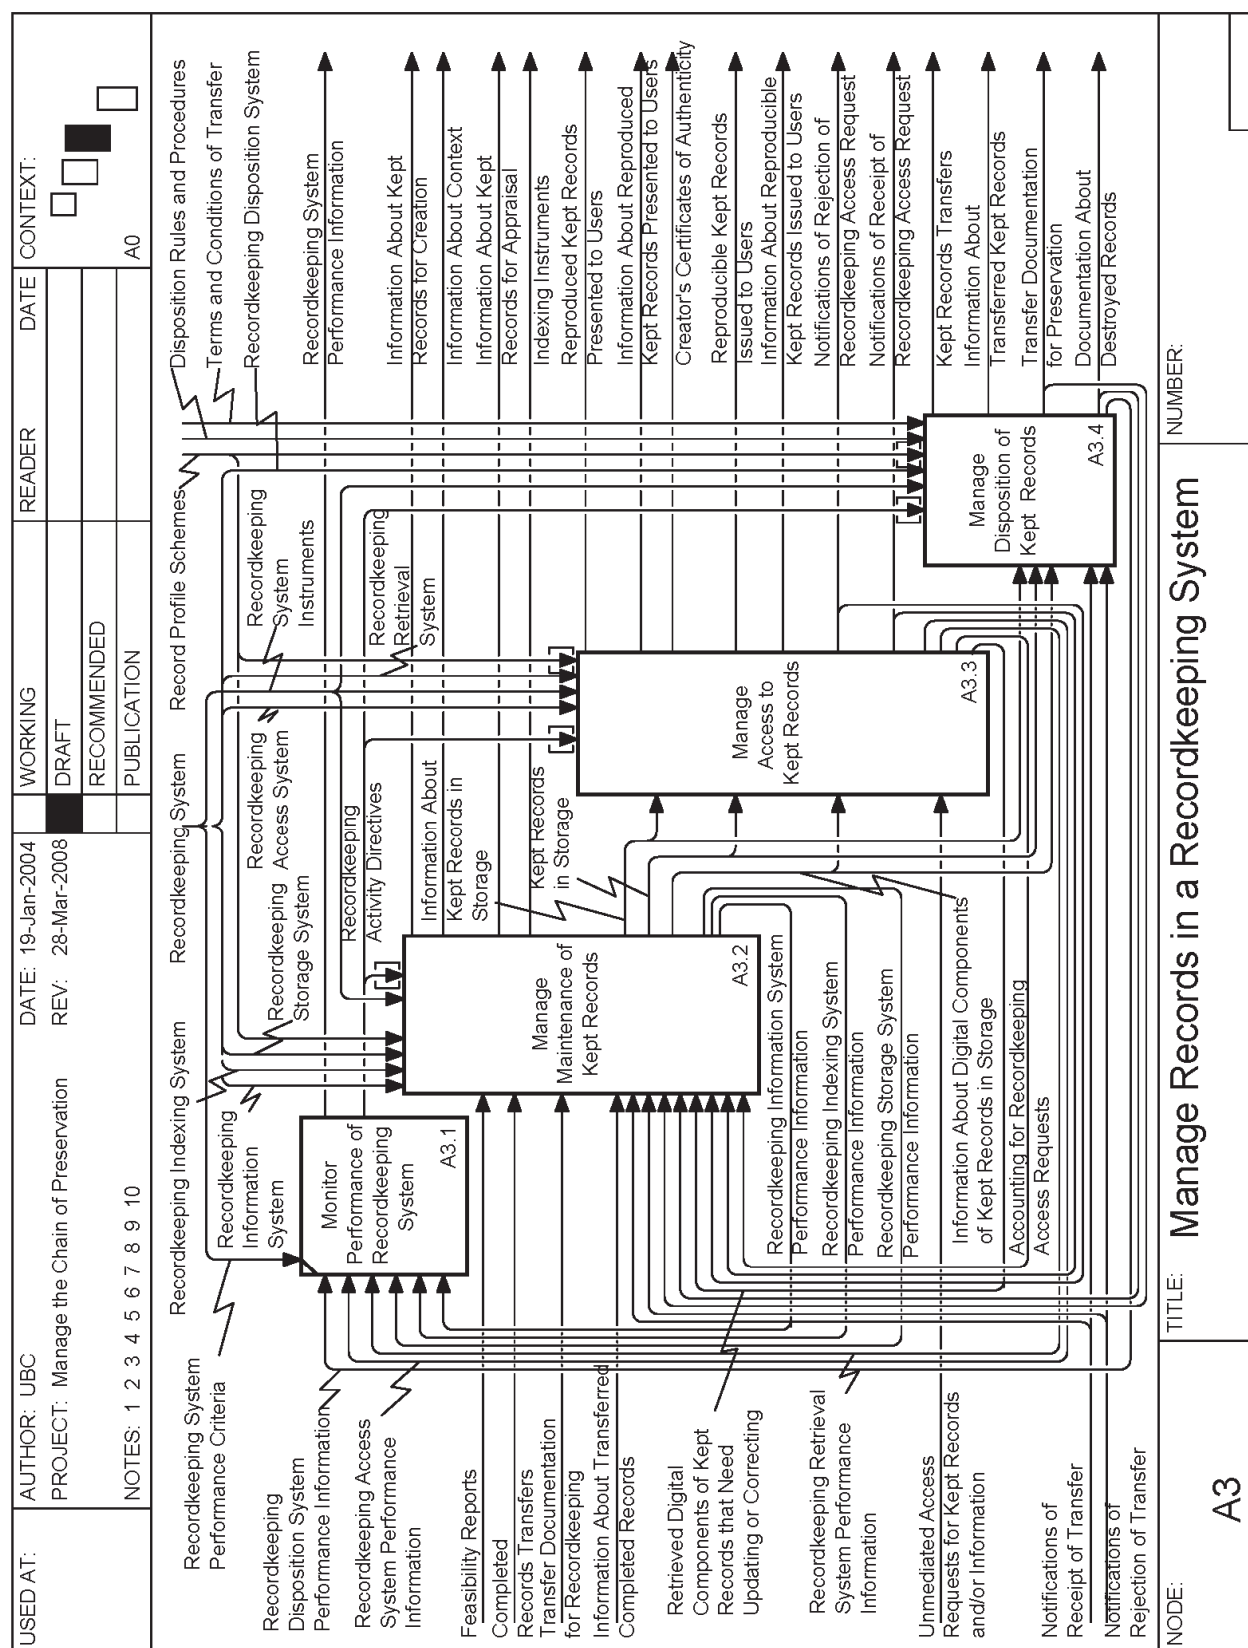 USED AT:
AUTHOR: UBC
PROJECT: Manage the Chain of Preservation
NOTES: 1 2 3 4 5 6 7 8 9 10
DATE: 19-Jan-2004
REV: 28-Mar-2008
WORKING
DRAFT
RECOMMENDED
PUBLICATION
READER
DATE
CONTEXT:
A0
Disposition Rules and Procedures
Terms and Conditions of Transfer
Recordkeeping Disposition System
Record Profile Schemes
Recordkeeping System
Recordkeeping Indexing System
Recordkeeping System
Performance Criteria
Recordkeeping
Information
System
Recordkeeping
Storage System
Recordkeeping
Access System
Recordkeeping
System
Instruments
Recordkeeping
Retrieval
System
Recordkeeping
Activity Directives
Recordkeeping
Disposition System
Performance Information
Recordkeeping Access
System Performance
Information
Feasibility Reports
Completed
Records Transfers
Transfer Documentation
for Recordkeeping
Information About Transferred
Completed Records
Retrieved Digital
Components of Kept
Records that Need
Updating or Correcting
Recordkeeping Retrieval
System Performance
Information
Unmediated Access
Requests for Kept Records
and/or Information
Notifications of
Receipt of Transfer
Notifications of
Rejection of Transfer
Monitor
Performance of
Recordkeeping
System
A3.1
Manage
Maintenance of
Kept Records
A3.2
Manage
Access to
Kept Records
A3.3
Manage
Disposition of
Kept Records
A3.4
Information About
Kept Records in
Storage
Kept Records
in Storage
Recordkeeping Information System
Performance Information
Recordkeeping Indexing System
Performance Information
Recordkeeping Storage System
Performance Information
Information About Digital Components
of Kept Records in Storage
Accounting for Recordkeeping
Access Requests
Recordkeeping System
Performance Information
Information About Kept
Records for Creation
Information About Context
Information About Kept
Records for Appraisal
Indexing Instruments
Reproduced Kept Records
Presented to Users
Information About Reproduced
Kept Records Presented to Users
Creator's Certificates of Authenticity
Reproducible Kept Records
Issued to Users
Information About Reproducible
Kept Records Issued to Users
Notifications of Rejection of
Recordkeeping Access Request
Notifications of Receipt of
Recordkeeping Access Request
Kept Records Transfers
Information About
Transferred Kept Records
Transfer Documentation
for Preservation
Documentation About
Destroyed Records
NODE:
A3
TITLE:
Manage Records in a Recordkeeping System
NUMBER: